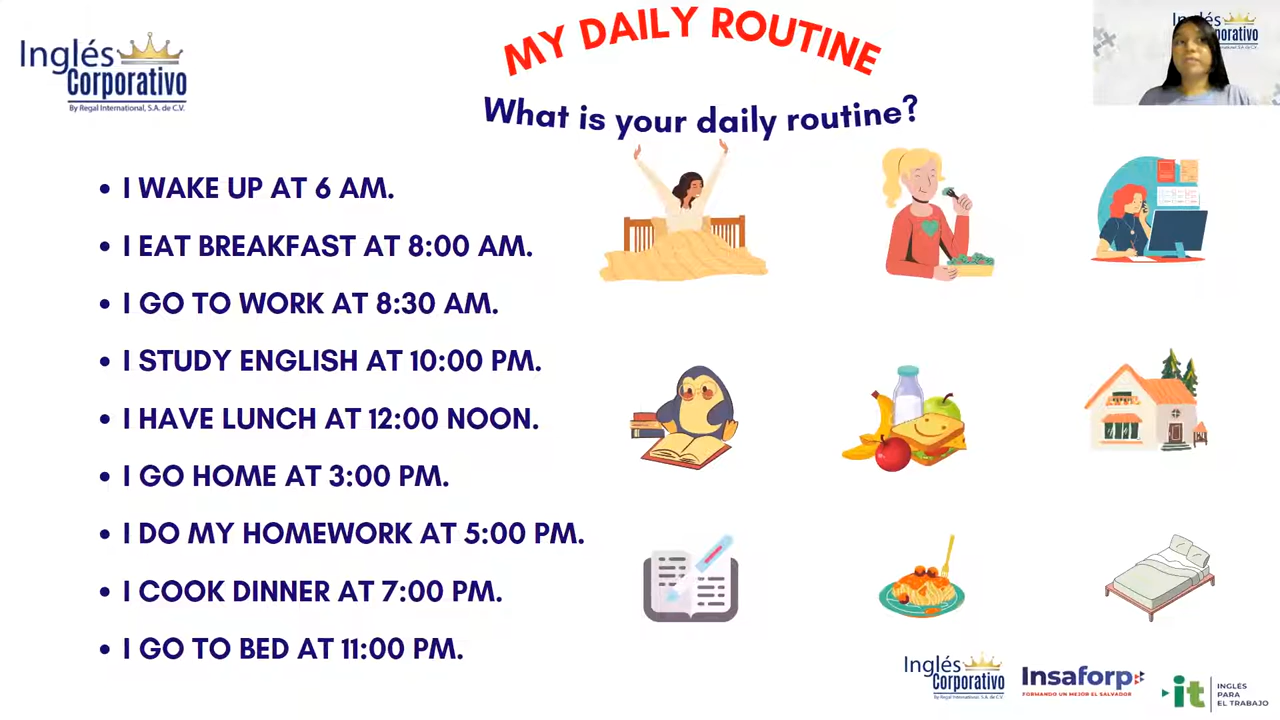 Inglés
Corporativo
By Regal International, S.A. de C.V.
MY DAILY ROUTINE
What is your daily routine?
• I WAKE UP AT 6 AM.
• I EAT BREAKFAST AT 8:00 AM.
• I GO TO WORK AT 8:30 AM.
• I STUDY ENGLISH AT 10:00 PM.
• I HAVE LUNCH AT 12:00 NOON.
• I GO HOME AT 3:00 PM.
• I DO MY HOMEWORK AT 5:00 PM.
• I COOK DINNER AT 7:00 PM.
• I GO TO BED AT 11:00 PM.
Inglés
Corporativo
By Regal International, S.A. de C.V.
Insaforp
FORMANDO UN MEJOR EL SALVADOR
it
INGLÉS
PARA
EL TRABAJO